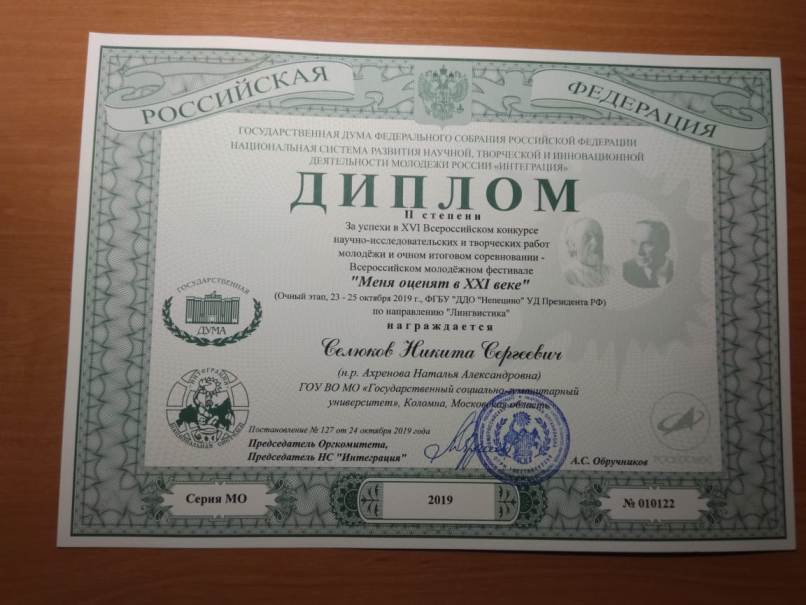 РОССИЙСКАЯ
ФЕДЕРАЦИЯ
ГОСУДАРСТВЕННАЯ ДУМА ФЕДЕРАЛЬНОГО СОБРАНИЯ РОССИЙСКОЙ ФЕДЕРАЦИИ
НАЦИОНАЛЬНАЯ СИСТЕМА РАЗВИТИЯ НАУЧНОЙ, ТВОРЧЕСКОЙ И ИННОВАЦИОННОЙ
ДЕЯТЕЛЬНОСТИ МОЛОДЕЖИ РОССИИ «ИНТЕГРАЦИЯ»
ДИПЛОМ
II степени
За успехи в XVI Всероссийском конкурсе
научно-исследовательских и творческих работ
молодёжи и очном итоговом соревновании -
Всероссийском молодёжном фестивале
"Меня оценят в XXI веке"
(Очный этап, 23 - 25 октября 2019 г., ФГБУ "ДДО "Непецино" УД Президента РФ)
по направлению "Лингвистика"
награждается
Селюков Никита Сергеевич
(н.р. Ахренова Наталья Александровна)
ГОУ ВО МО «Государственный социально-гуманитарный
университет», Коломна, Московская область
ГОСУДАРСТВЕННАЯ
ДУМА
ИНТЕГРАЦИЯ
НАЦИОНАЛЬНАЯ СИСТЕМА
Постановление № 127 от 24 октября 2019 года
Председатель Оргкомитета,
Председатель НС "Интеграция"
А.С. Обручников
РОСКОСМОС
Серия МО
2019
№ 010122